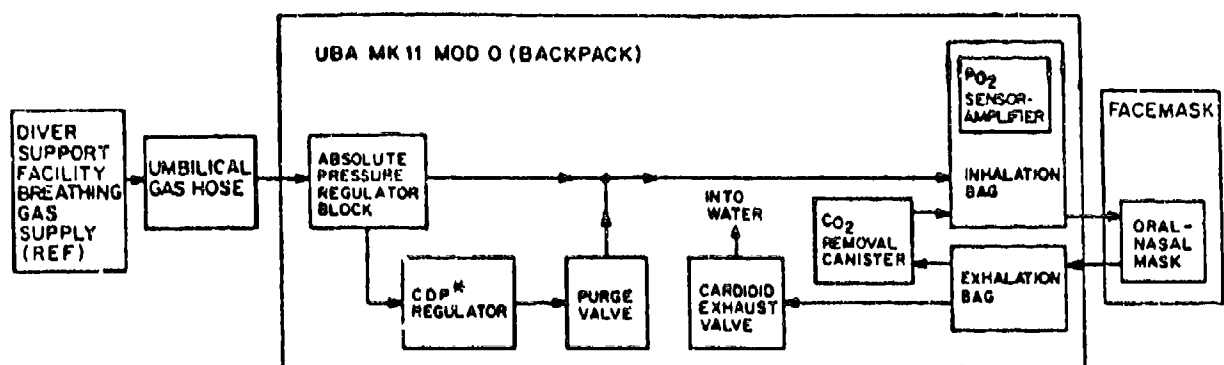 UBA MK 11 MOD 0 (BACKPACK)
DIVER
SUPPORT
FACILITY
BREATHING
GAS
SUPPLY
(REF)
UMBILICAL
GAS HOSE
ABSOLUTE
PRESSURE
REGULATOR
BLOCK
CDP*
REGULATOR
PURGE
VALVE
INTO
WATER
CARDIOID
EXHAUST
VALVE
CO2
REMOVAL
CANISTER
PO2
SENSOR-
AMPLIFIER
INHALATION
BAG
EXHALATION
BAG
FACEMASK
ORAL-
NASAL
MASK